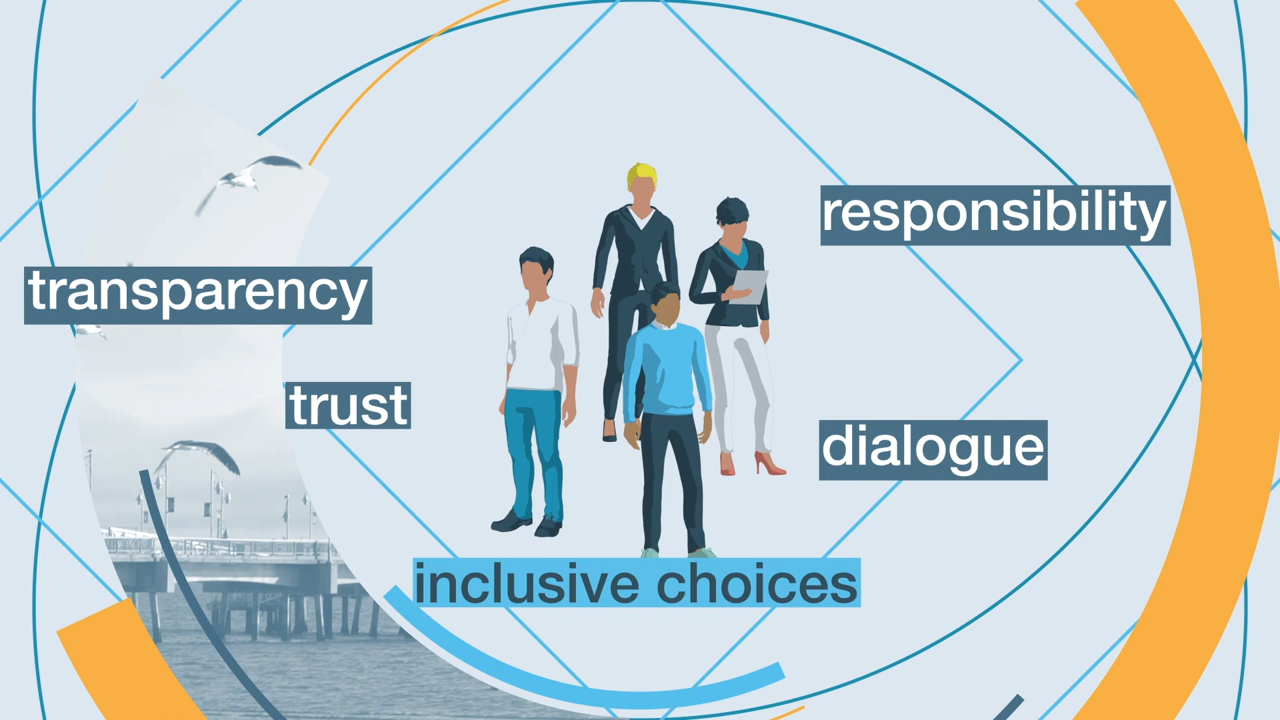 responsibility
transparency
trust
dialogue
inclusive choices